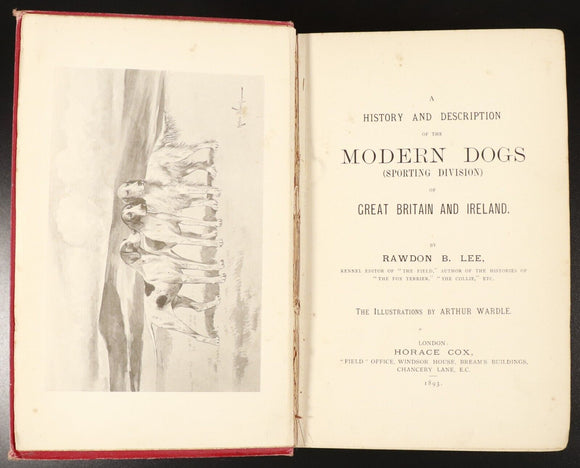 A
HISTORY AND DESCRIPTION
OF THE
MODERN DOGS
(SPORTING DIVISION)
OF
GREAT BRITAIN AND IRELAND.
BY
RAWDON B. LEE,
KENNEL EDITOR OF "THE FIELD," AUTHOR OF THE HISTORIES OF
"THE FOX TERRIER," "THE COLLIE," ETC.
THE ILLUSTRATIONS BY ARTHUR WARDLE.
LONDON:
HORACE COX,
"FIELD" OFFICE, WINDSOR HOUSE, BREAM'S BUILDINGS,
CHANCERY LANE, E.C.
1893.